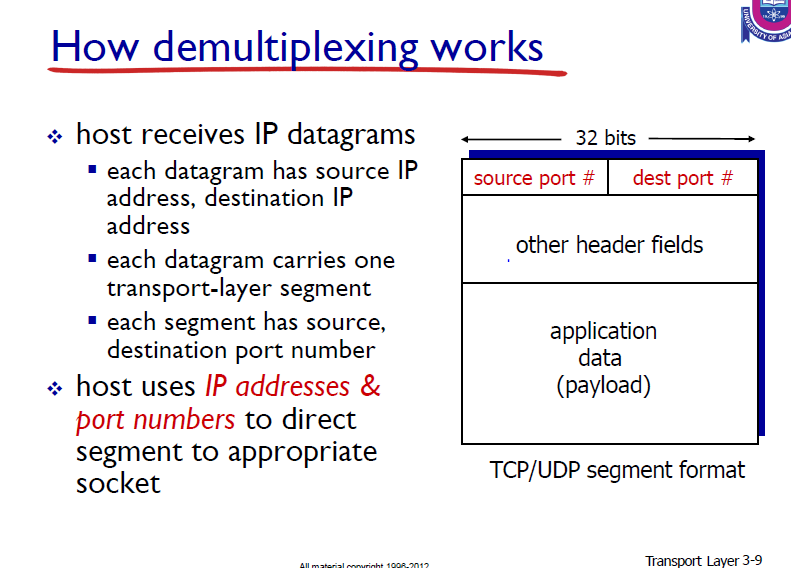 How demultiplexing works
host receives IP datagrams
each datagram has source IP
address, destination IP
address
each datagram carries one
transport-layer segment
each segment has source,
destination port number
host uses IP addresses &
port numbers to direct
segment to appropriate
socket
32 bits
source port #
dest port #
other header fields
application
data
(payload)
TCP/UDP segment format
All material copyright 1996-2012
Transport Layer 3-9